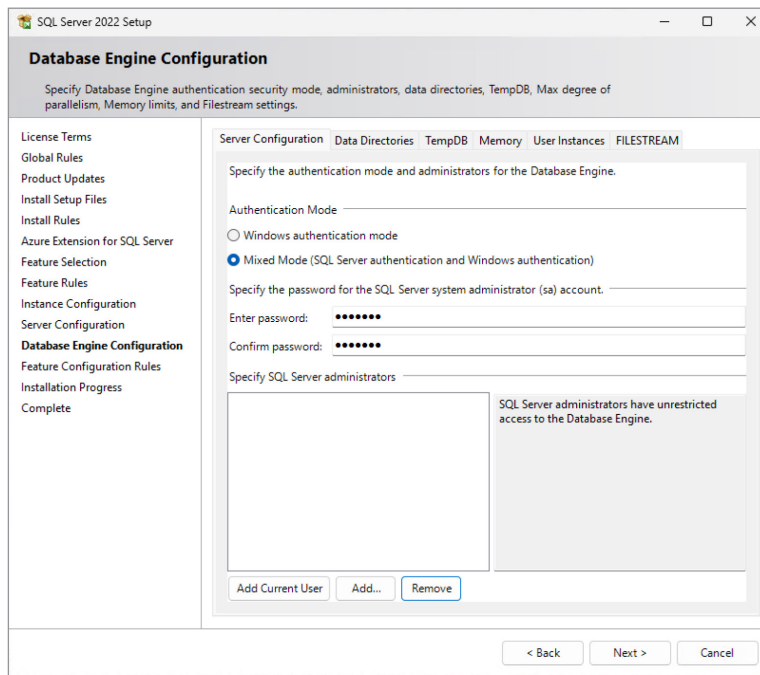 SQL Server 2022 Setup
Database Engine Configuration
Specify Database Engine authentication security mode, administrators, data directories, TempDB, Max degree of
parallelism, Memory limits, and Filestream settings.
License Terms
Global Rules
Product Updates
Install Setup Files
Install Rules
Azure Extension for SQL Server
Feature Selection
Feature Rules
Instance Configuration
Server Configuration
Database Engine Configuration
Feature Configuration Rules
Installation Progress
Complete
Server Configuration Data Directories TempDB Memory User Instances FILESTREAM
Specify the authentication mode and administrators for the Database Engine.
Authentication Mode
Windows authentication mode
Mixed Mode (SQL Server authentication and Windows authentication)
Specify the password for the SQL Server system administrator (sa) account.
Enter password: •••••••
Confirm password: •••••••
Specify SQL Server administrators
SQL Server administrators have unrestricted
access to the Database Engine.
Add Current User Add... Remove
< Back Next > Cancel